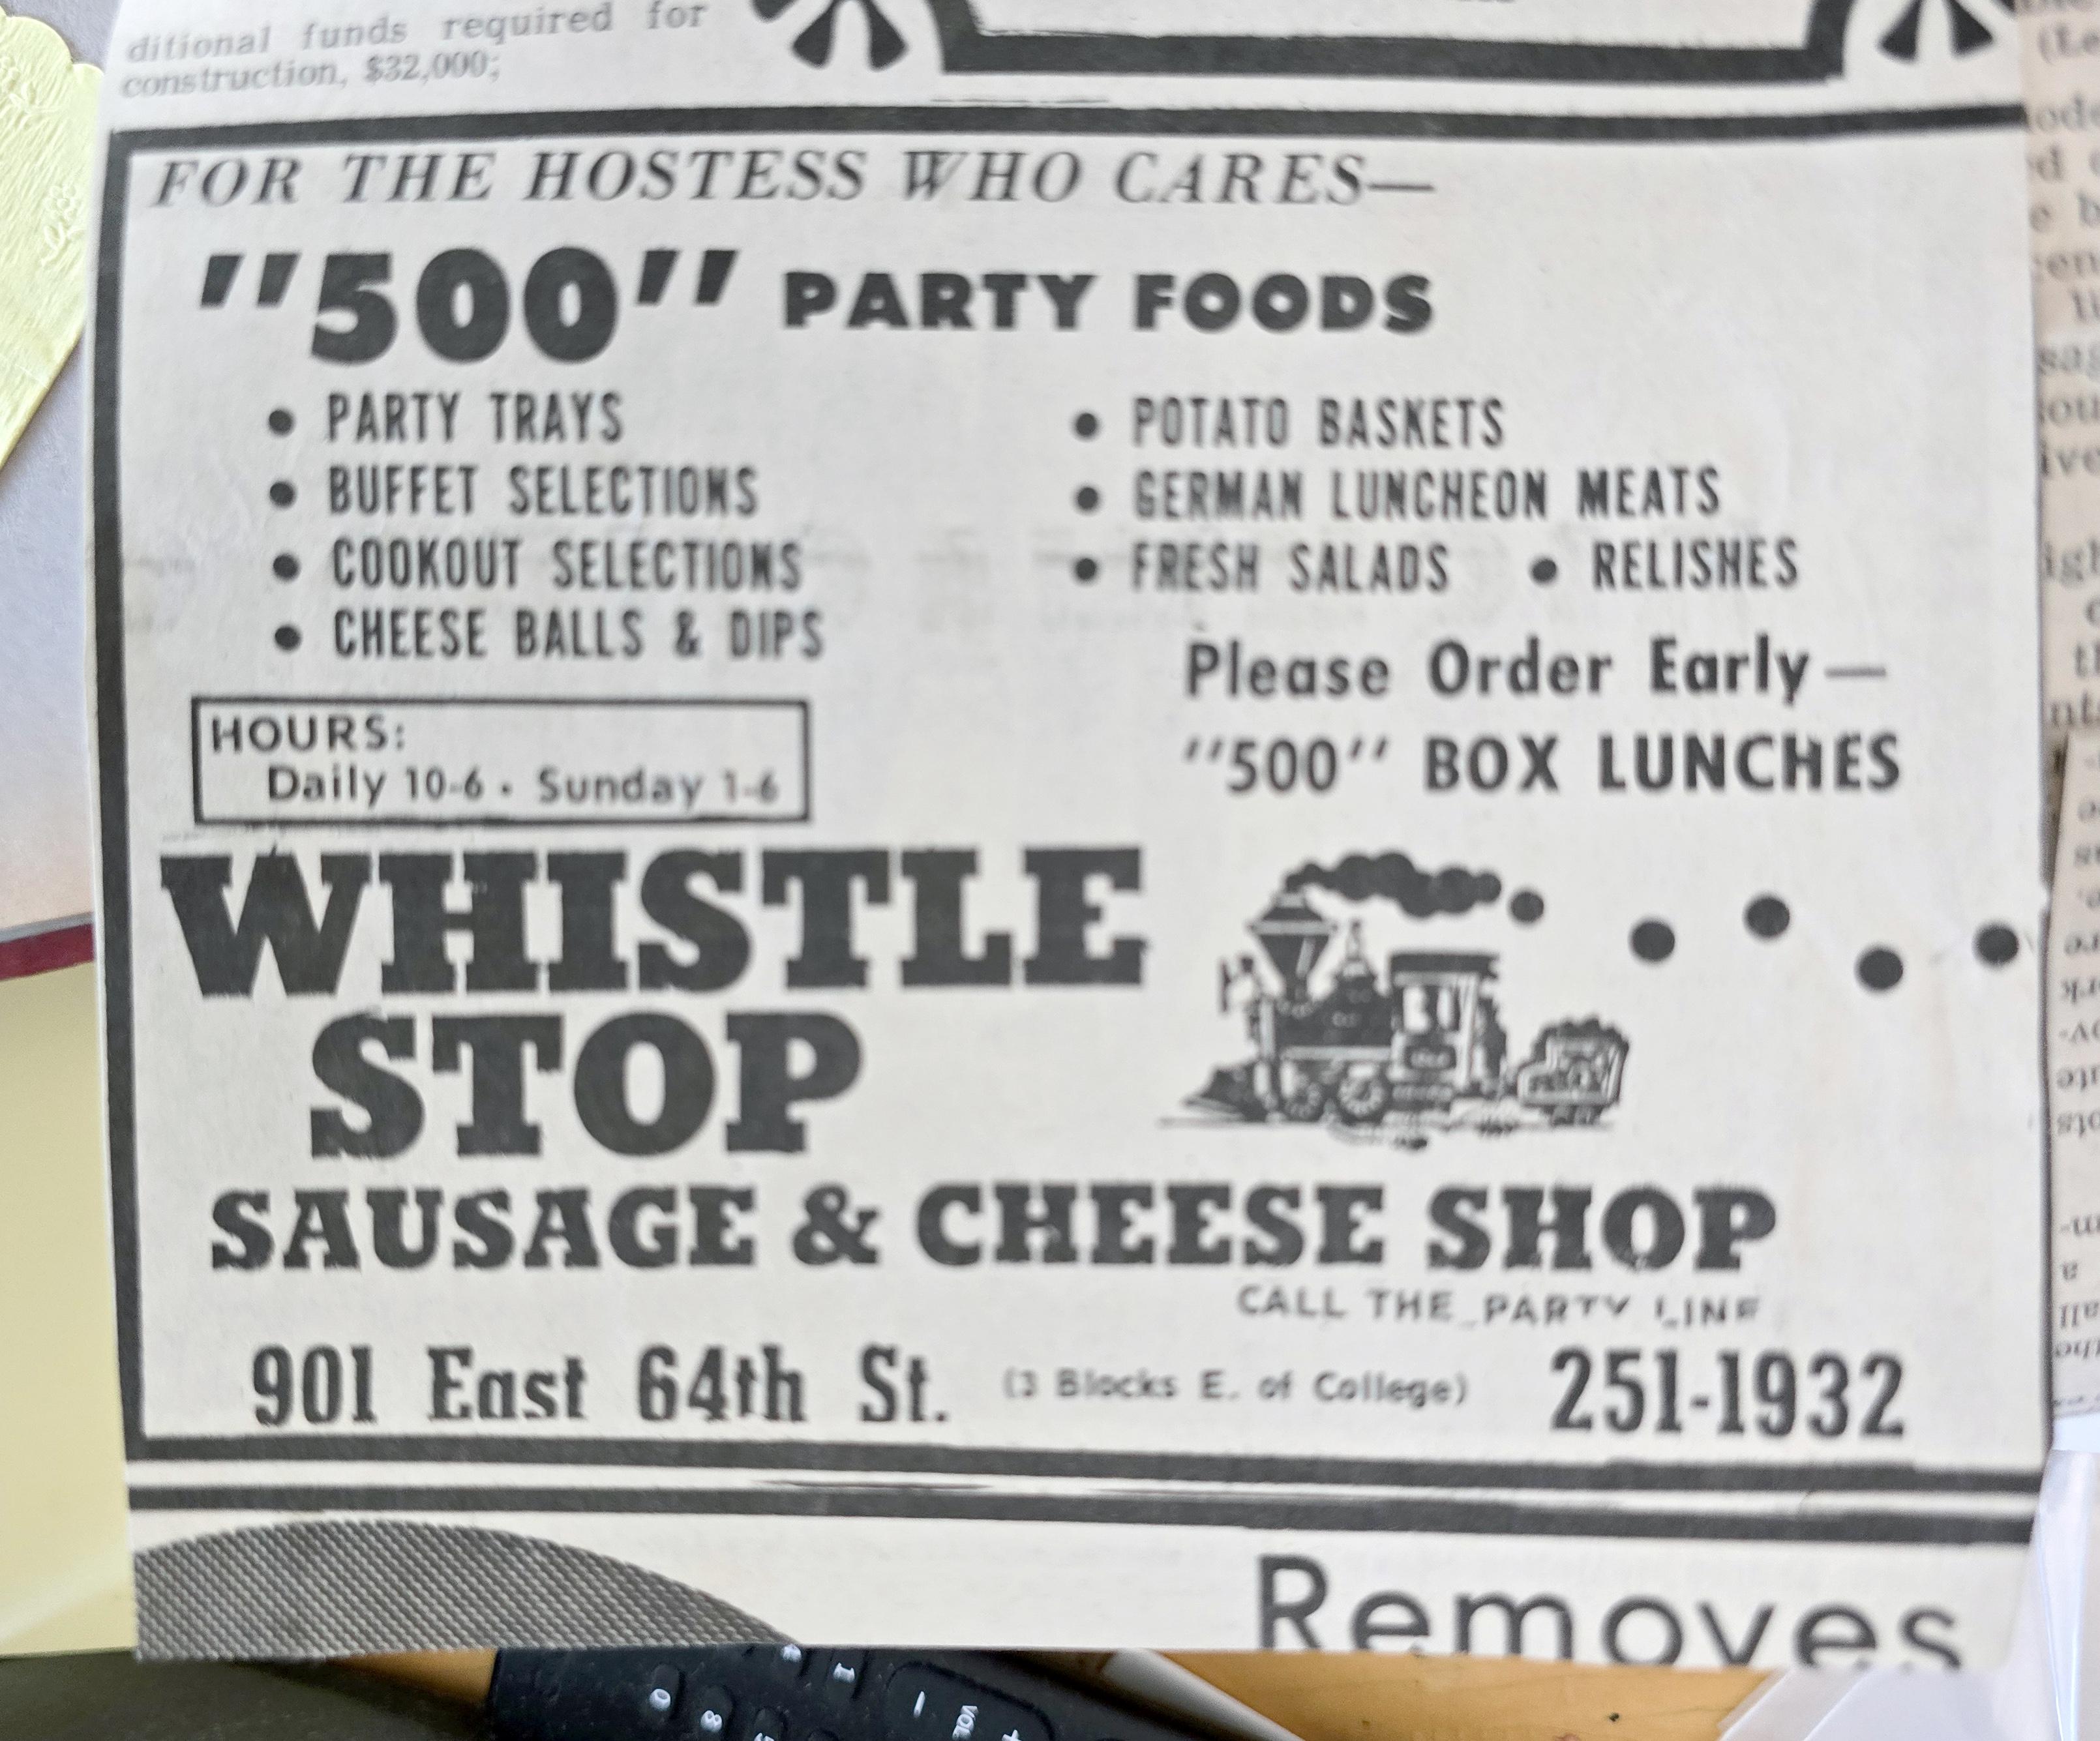 ditional funds required for
construction, $32,000;
FOR THE HOSTESS WHO CARES—
"500" PARTY FOODS
• PARTY TRAYS
• BUFFET SELECTIONS
• COOKOUT SELECTIONS
• CHEESE BALLS & DIPS
• POTATO BASKETS
• GERMAN LUNCHEON MEATS
• FRESH SALADS • RELISHES
Please Order Early—
"500" BOX LUNCHES
HOURS:
Daily 10-6 • Sunday 1-6
WHISTLE
STOP
SAUSAGE & CHEESE SHOP
CALL THE PARTY LINE
901 East 64th St. (3 Blocks E. of College) 251-1932
Removes
VOL